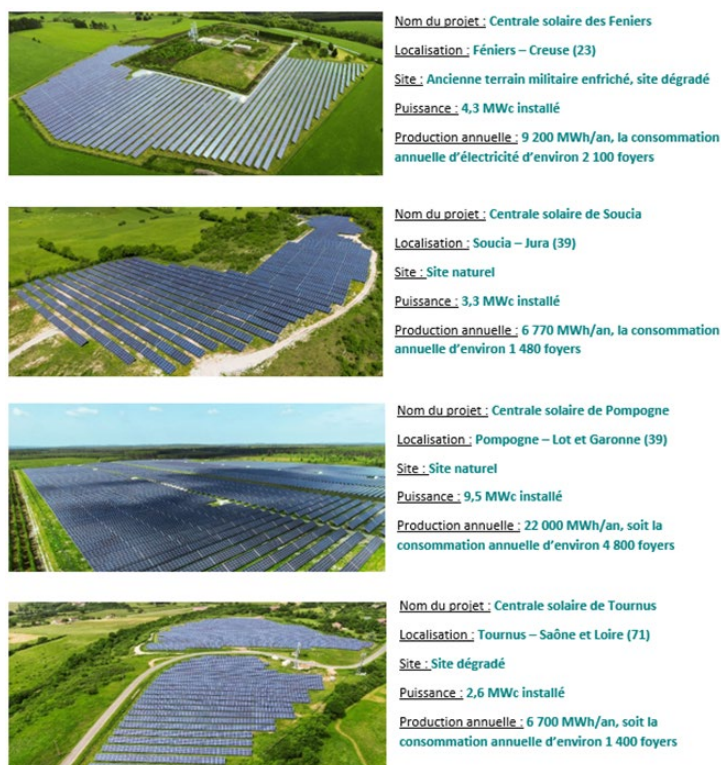 Nom du projet : Centrale solaire des Feniers
Localisation : Féniers – Creuse (23)
Site : Ancienne terrain militaire enfriché, site dégradé
Puissance : 4,3 MWc installé
Production annuelle : 9 200 MWh/an, la consommation
annuelle d’électricité d’environ 2 100 foyers
Nom du projet : Centrale solaire de Soucia
Localisation : Soucia – Jura (39)
Site : Site naturel
Puissance : 3,3 MWc installé
Production annuelle : 6 770 MWh/an, la consommation
annuelle d’environ 1 480 foyers
Nom du projet : Centrale solaire de Pompogne
Localisation : Pompogne – Lot et Garonne (39)
Site : Site naturel
Puissance : 9,5 MWc installé
Production annuelle : 22 000 MWh/an, soit la
consommation annuelle d’environ 4 800 foyers
Nom du projet : Centrale solaire de Tournus
Localisation : Tournus – Saône et Loire (71)
Site : Site dégradé
Puissance : 2,6 MWc installé
Production annuelle : 6 700 MWh/an, soit la
consommation annuelle d’environ 1 400 foyers